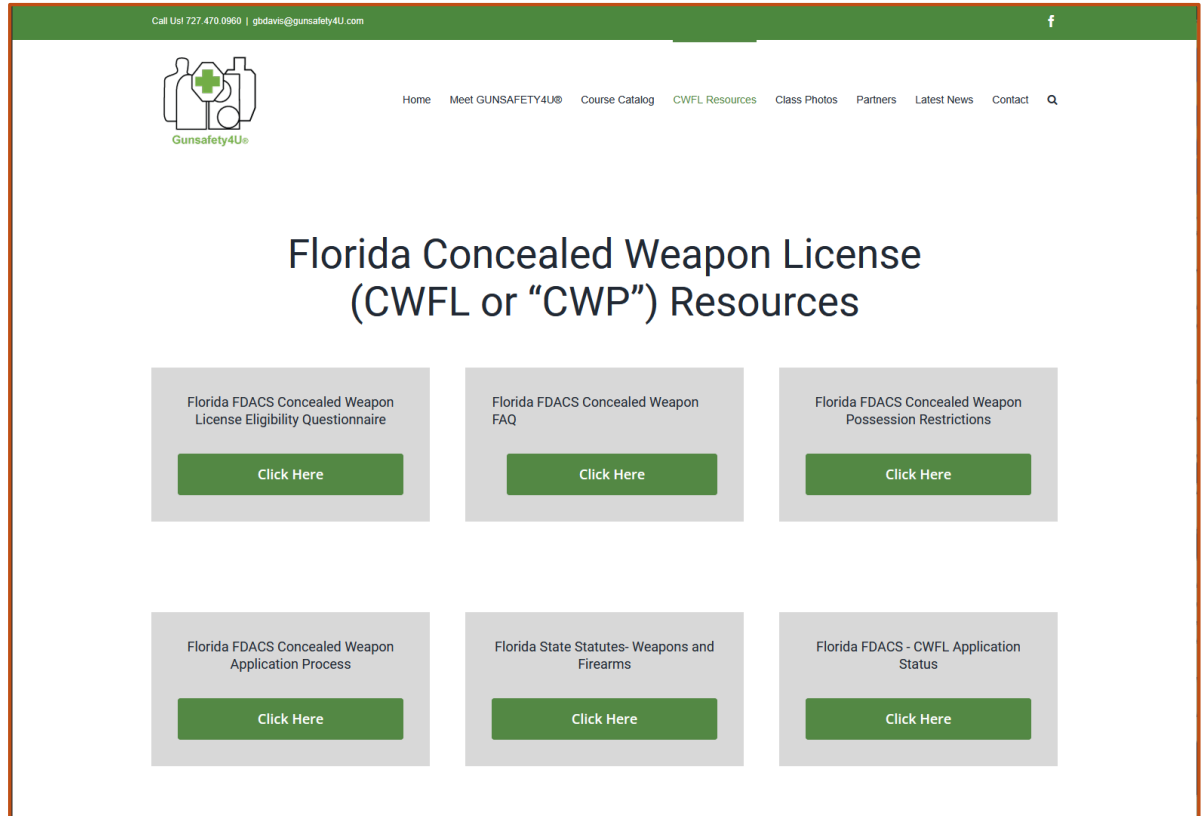 Call Us! 727.470.0960 | gbdavis@gunsafety4U.com
f
Gunsafety4U®
Home Meet GUNSAFETY4U® Course Catalog CWFL Resources Class Photos Partners Latest News Contact
Florida Concealed Weapon License
(CWFL or “CWP”) Resources
Florida FDACS Concealed Weapon
License Eligibility Questionnaire
Click Here
Florida FDACS Concealed Weapon
FAQ
Click Here
Florida FDACS Concealed Weapon
Possession Restrictions
Click Here
Florida FDACS Concealed Weapon
Application Process
Click Here
Florida State Statutes- Weapons and
Firearms
Click Here
Florida FDACS - CWFL Application
Status
Click Here